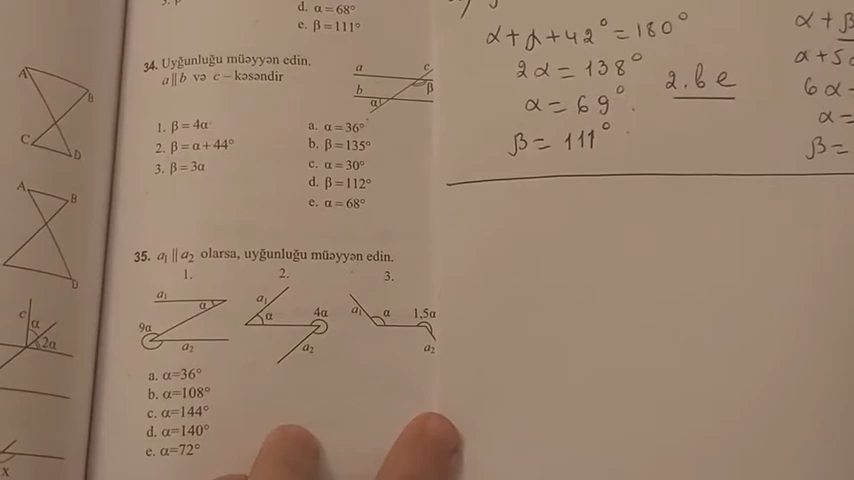 d. α = 68°
e. β = 111°
34. Uyğunluğu müəyyən edin.
a || b və c – kəsəndir
a
c
b
β
α
1. β = 4α
2. β = α + 44°
3. β = 3α
a. α = 36°
b. β = 135°
c. α = 30°
d. β = 112°
e. α = 68°
35. a₁ || a₂ olarsa, uyğunluğu müəyyən edin.
1.
2.
3.
a₁
α
9α
a₂
a₁
α
4α
a₂
a₁
α
1,5α
a₂
a. α=36°
b. α=108°
c. α=144°
d. α=140°
e. α=72°
A
B
C
D
A
B
D
c
α
2α
x
α + α + 42° = 180°
2α = 138°
α = 69°.
β = 111°
2. b e
α + β
6α
α =
β =